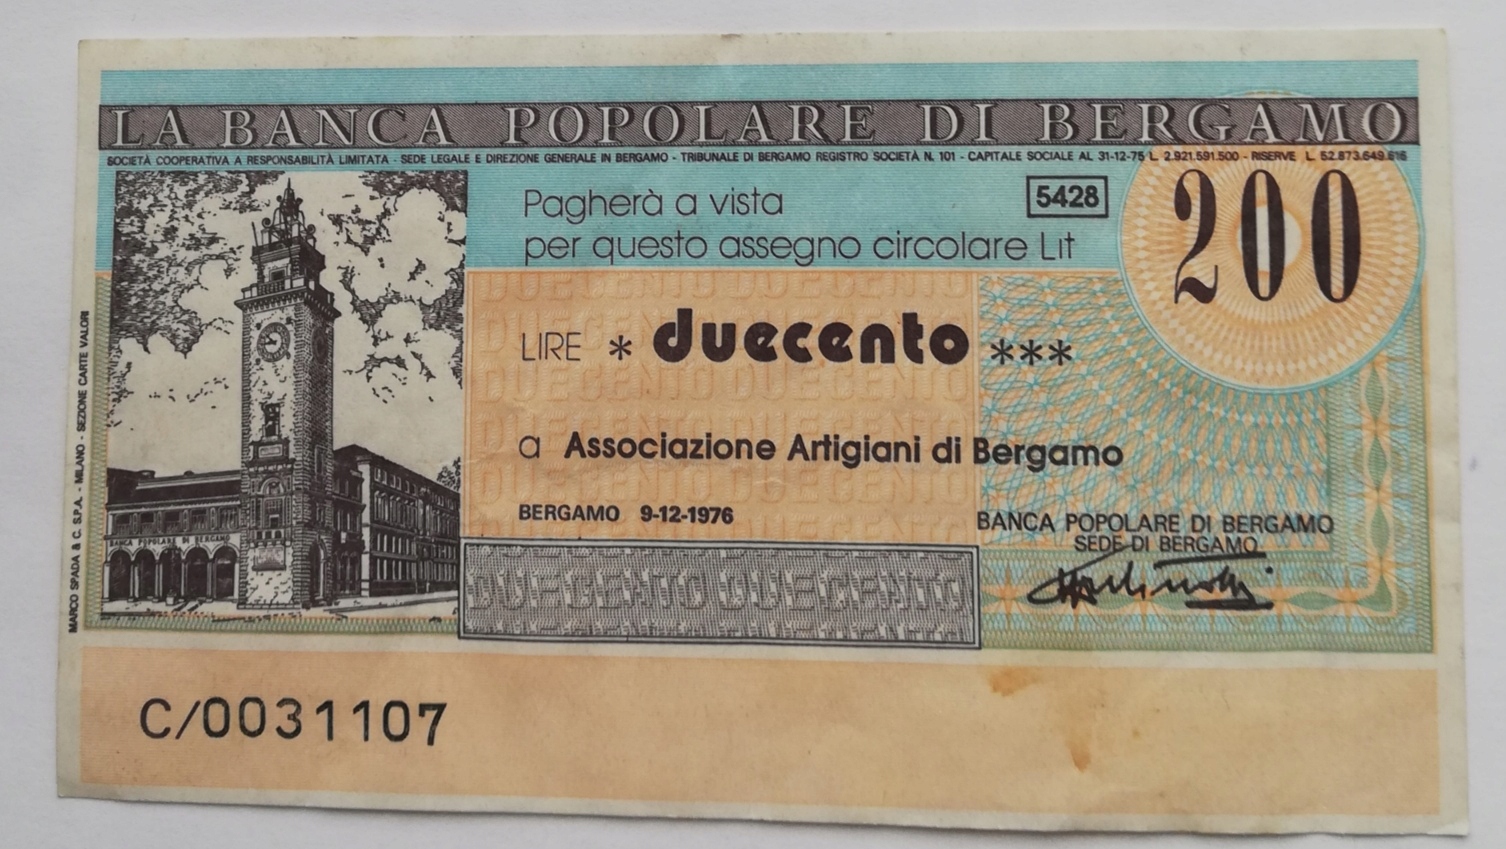 LA BANCA POPOLARE DI BERGAMO
SOCIETÀ COOPERATIVA A RESPONSABILITÀ LIMITATA - SEDE LEGALE E DIREZIONE GENERALE IN BERGAMO - TRIBUNALE DI BERGAMO REGISTRO SOCIETÀ N. 101 - CAPITALE SOCIALE AL 31-12-75 L. 2.921.591.500 - RISERVE L. 52.873.649.616
Pagherà a vista
5428
200
per questo assegno circolare Lit
DUECENTO DUECENTO
LIRE * duecento ***
a Associazione Artigiani di Bergamo
BERGAMO 9-12-1976
BANCA POPOLARE DI BERGAMO
SEDE DI BERGAMO
BANCA POPOLARE DI BERGAMO
DUECENTO DUECENTO
MARCO SPADA & C. S.P.A. - MILANO - SEZIONE CARTE VALORI
C/0031107